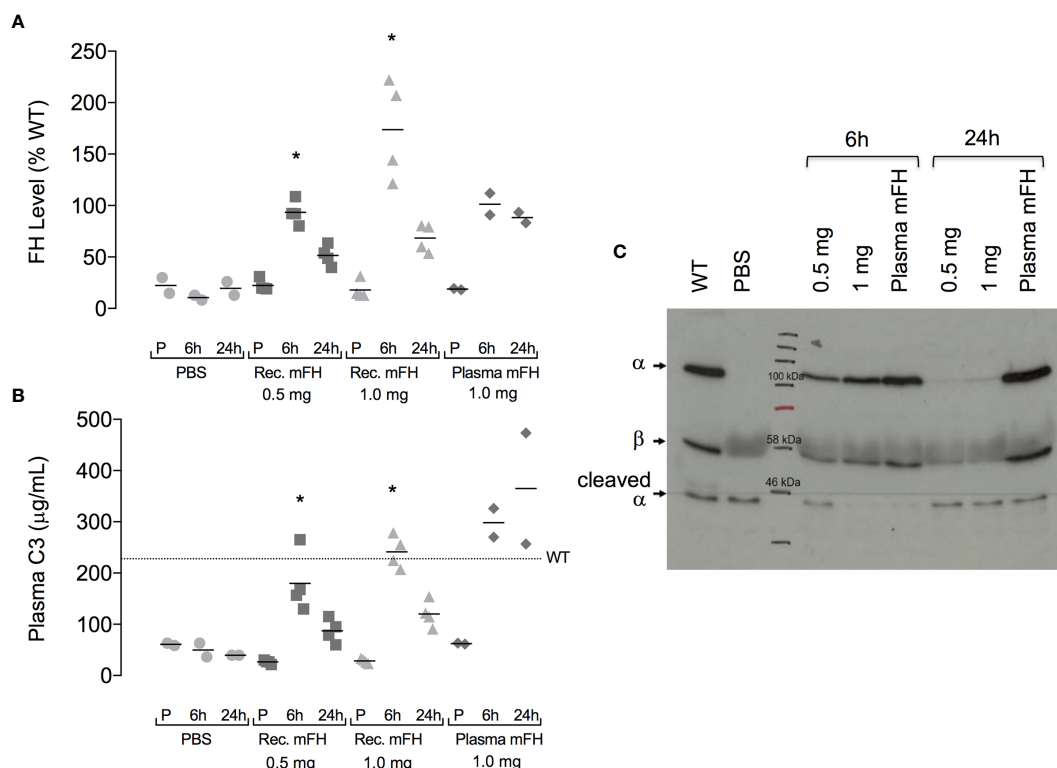 A
*
250
200
150
100
50
0
FH Level (% WT)
*
P 6h 24h P 6h 24h P 6h 24h P 6h 24h
PBS Rec. mFH Rec. mFH Plasma mFH
0.5 mg 1.0 mg 1.0 mg
B
500
400
300
200
100
0
Plasma C3 (µg/mL)
* *
WT
P 6h 24h P 6h 24h P 6h 24h P 6h 24h
PBS Rec. mFH Rec. mFH Plasma mFH
0.5 mg 1.0 mg 1.0 mg
C
6h 24h
WT PBS 0.5 mg 1 mg Plasma mFH 0.5 mg 1 mg Plasma mFH
α
100 kDa
β
58 kDa
46 kDa
cleaved
α